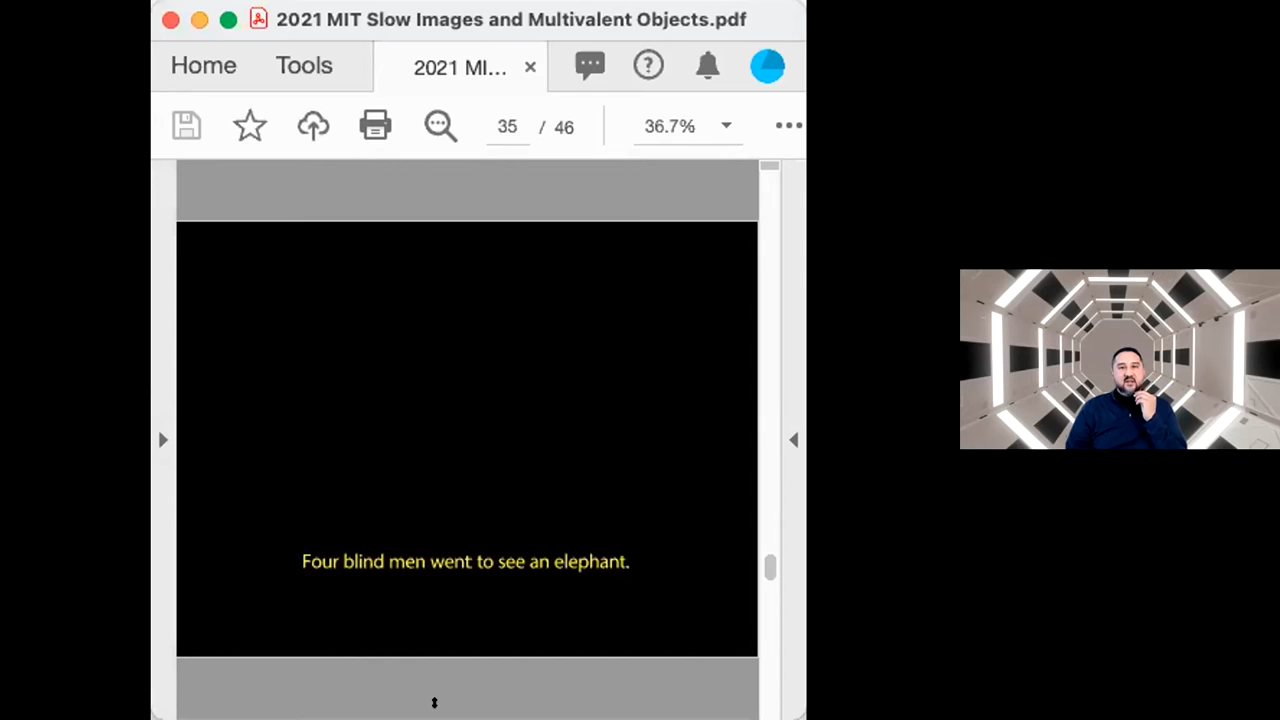 2021 MIT Slow Images and Multivalent Objects.pdf
Home Tools 2021 MI... ×
35 / 46 36.7%
Four blind men went to see an elephant.